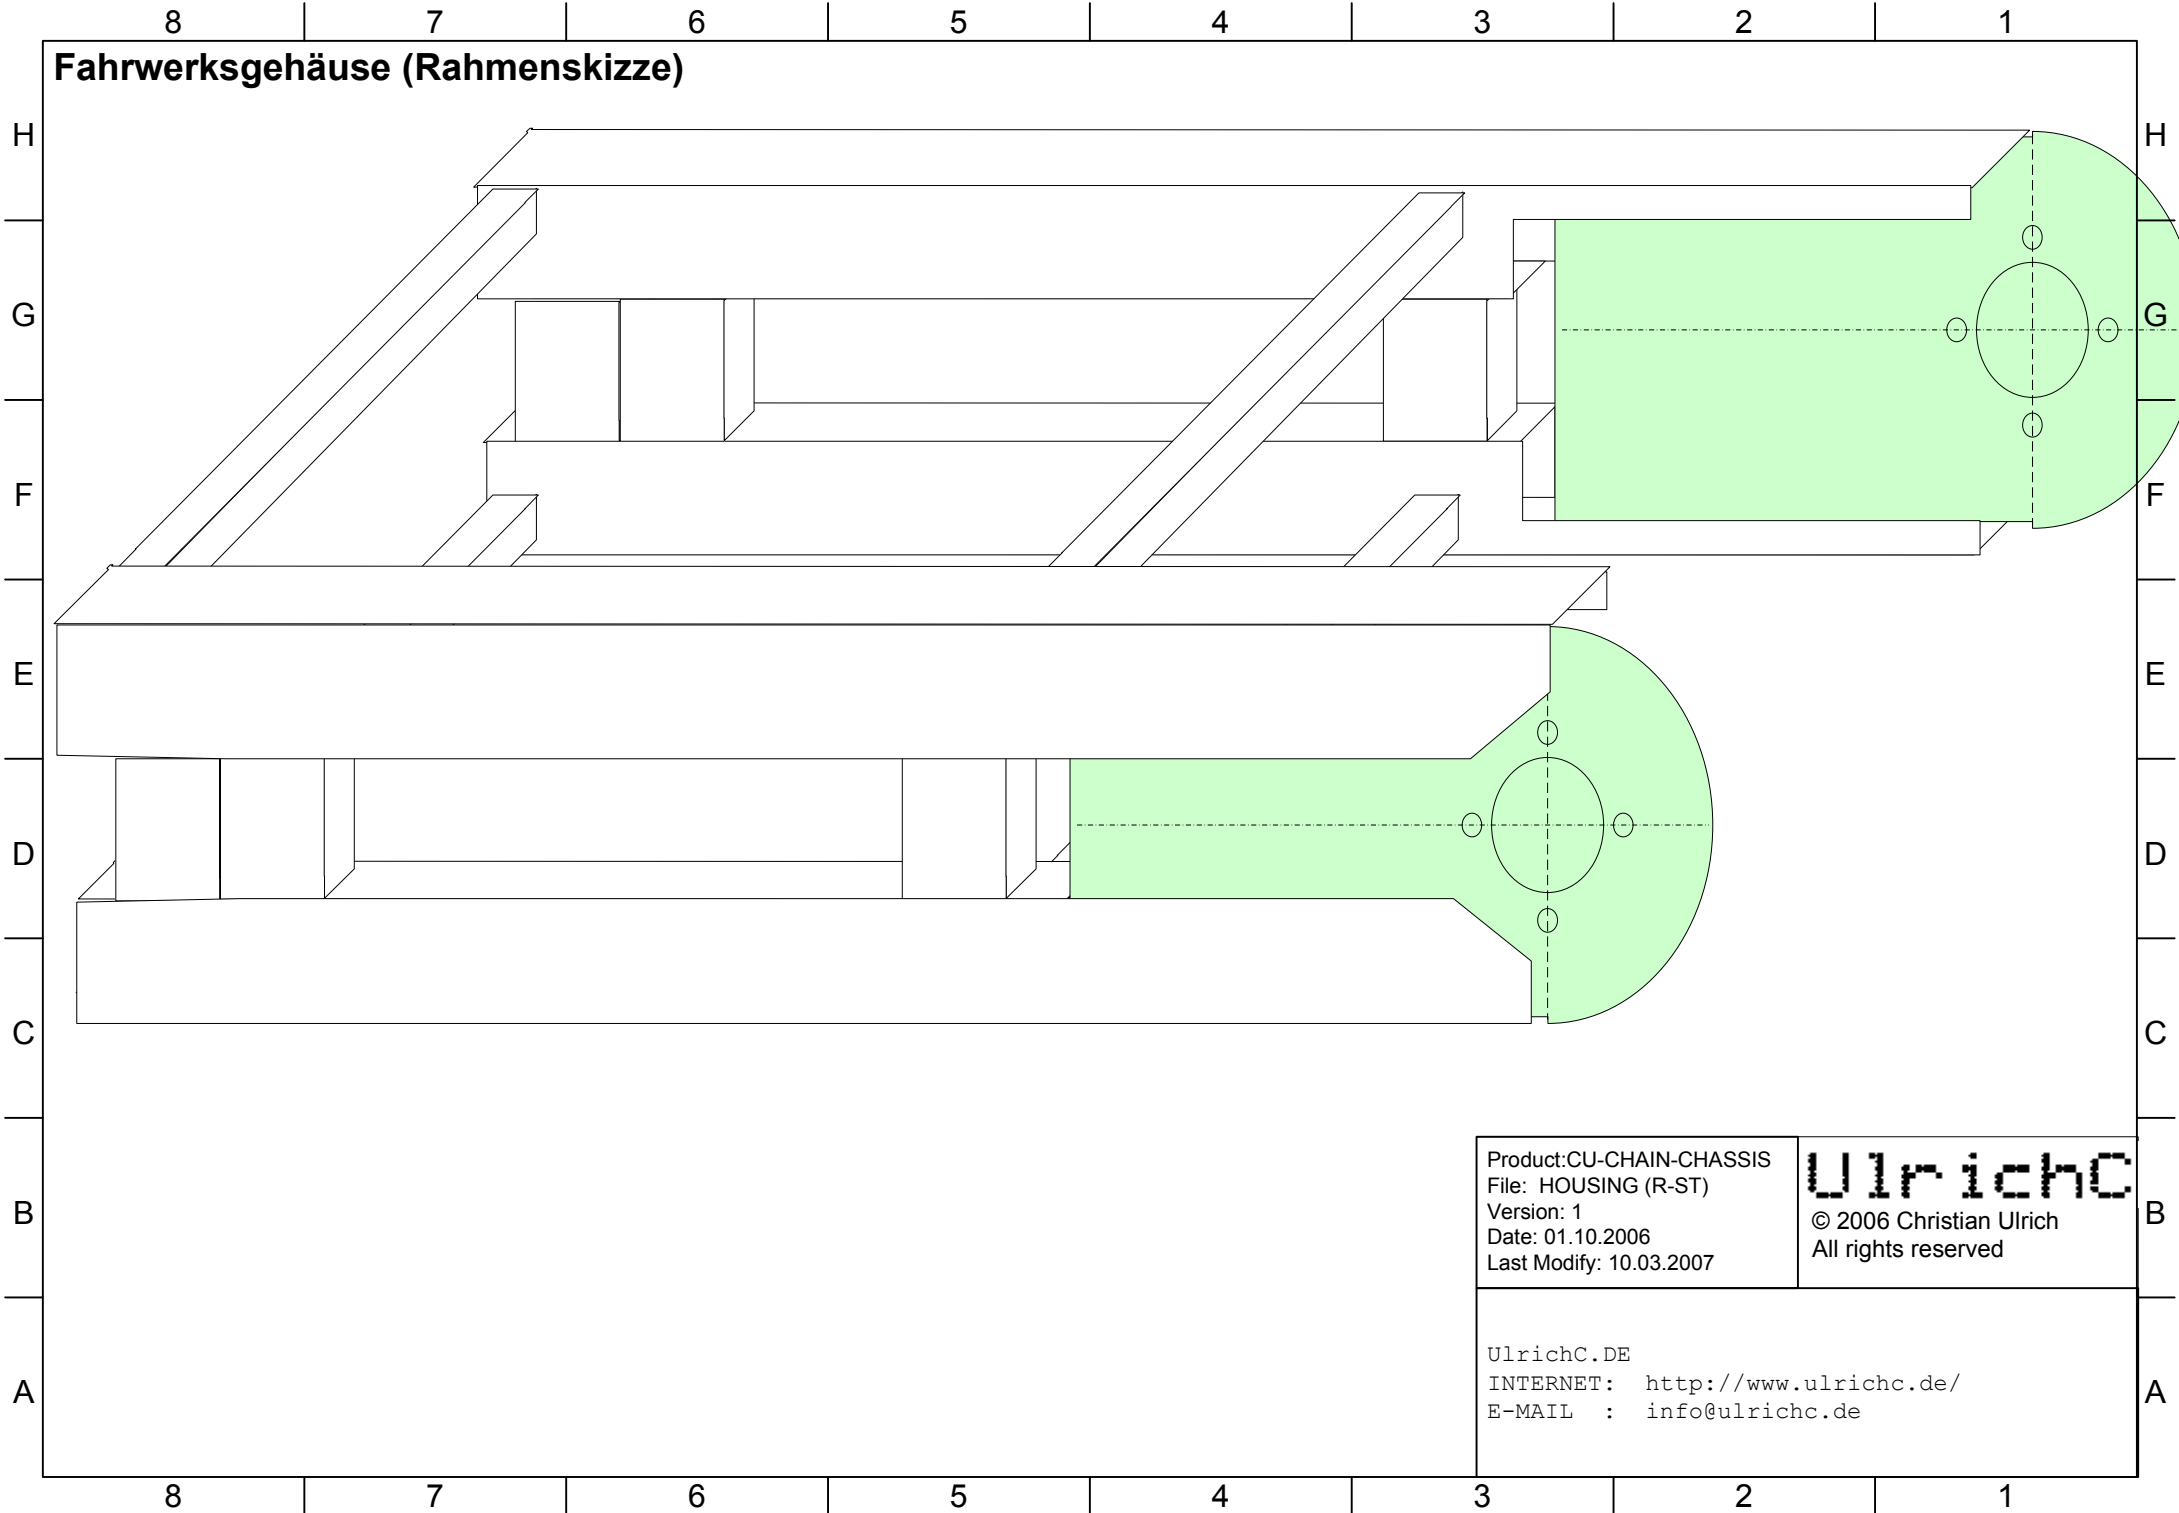 8 7 6 5 4 3 2 1
Fahrwerksgehäuse (Rahmenskizze)
H H
G G
F F
E E
D D
C C
B B
A A
Product:CU-CHAIN-CHASSIS
File: HOUSING (R-ST)
Version: 1
Date: 01.10.2006
Last Modify: 10.03.2007
UlrichC
© 2006 Christian Ulrich
All rights reserved
UlrichC.DE
INTERNET: http://www.ulrichc.de/
E-MAIL : info@ulrichc.de
8 7 6 5 4 3 2 1